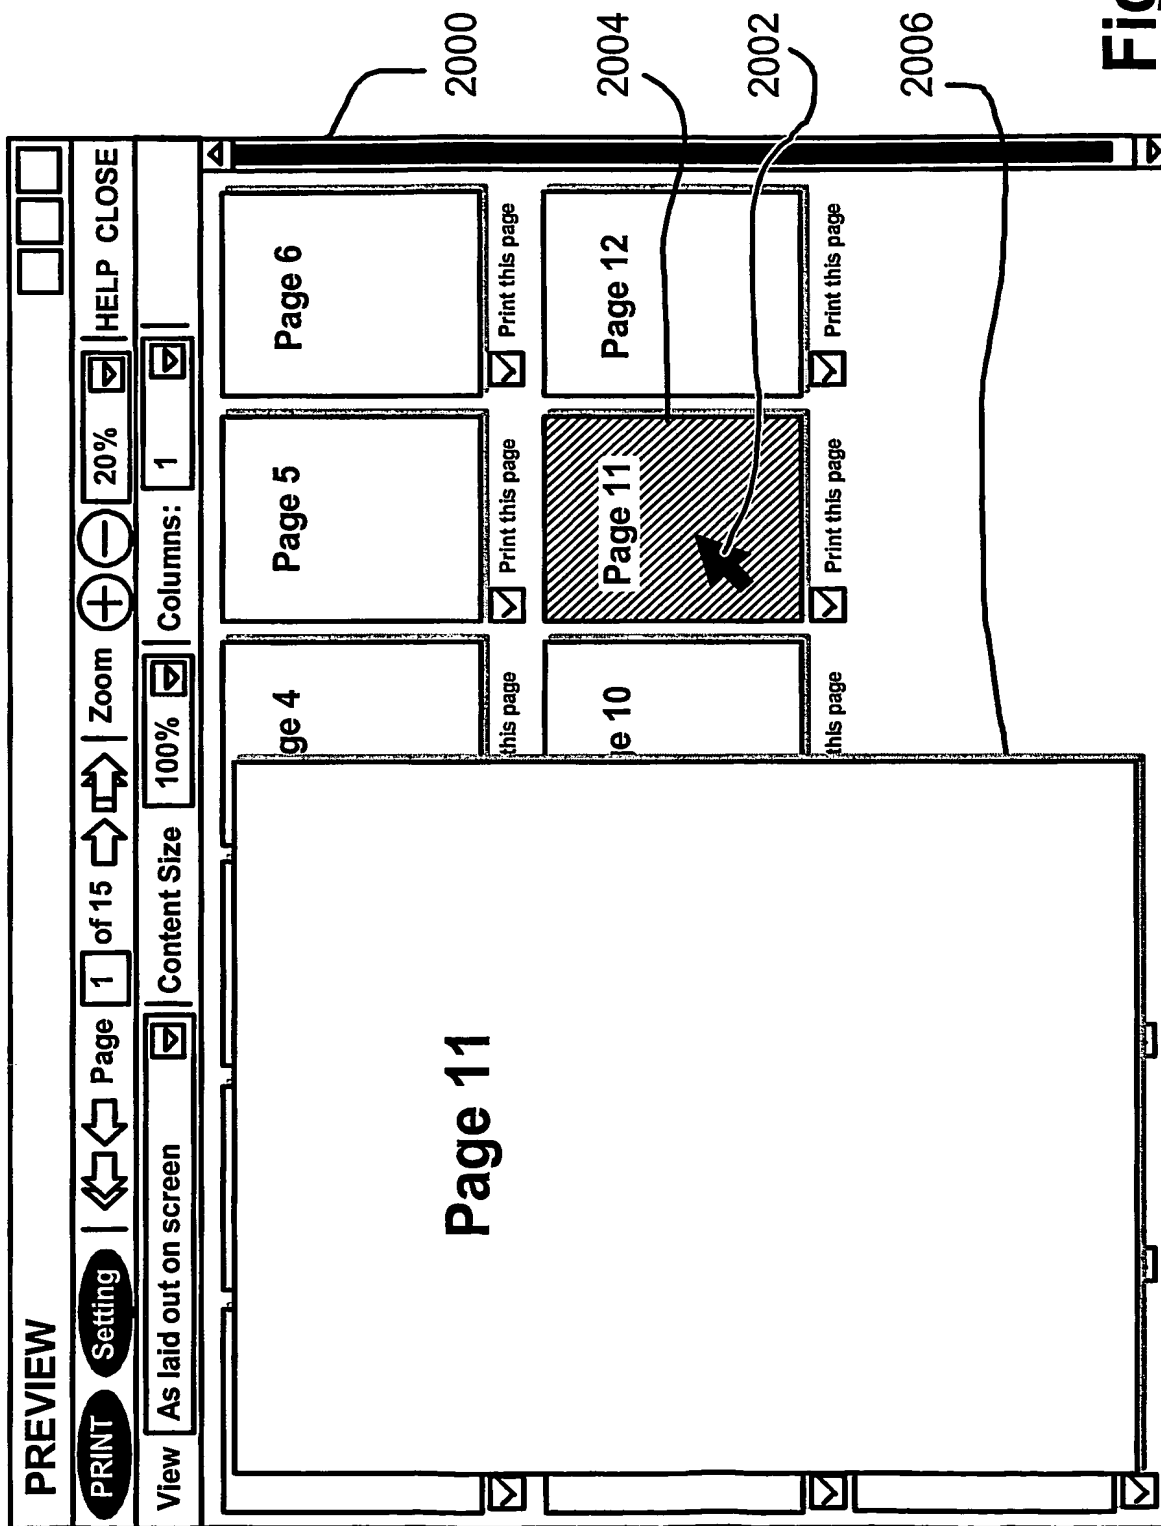 PREVIEW
PRINT Setting Page 1 of 15 Zoom 20% HELP CLOSE
View As laid out on screen Content Size 100% Columns: 1
ge 4 Page 5 Page 6
this page Print this page Print this page
Page 11
e 10 Page 11 Page 12
this page Print this page Print this page
2000
2004
2002
2006
Fig